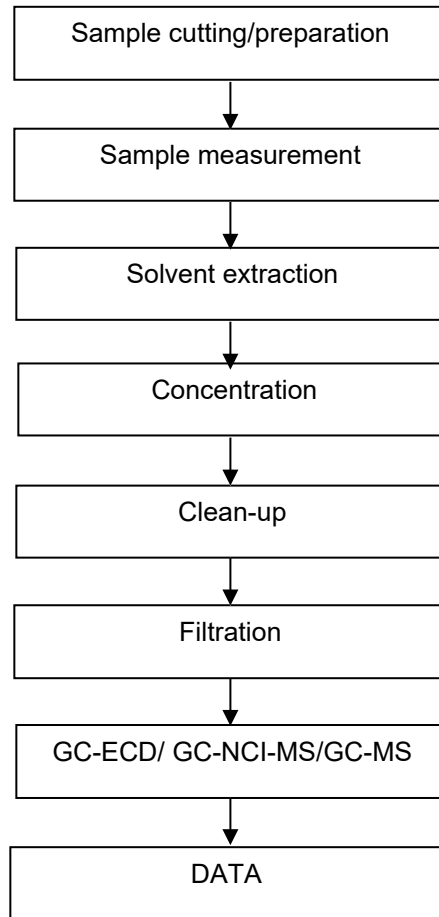 Sample cutting/preparation
Sample measurement
Solvent extraction
Concentration
Clean-up
Filtration
GC-ECD/ GC-NCI-MS/GC-MS
DATA